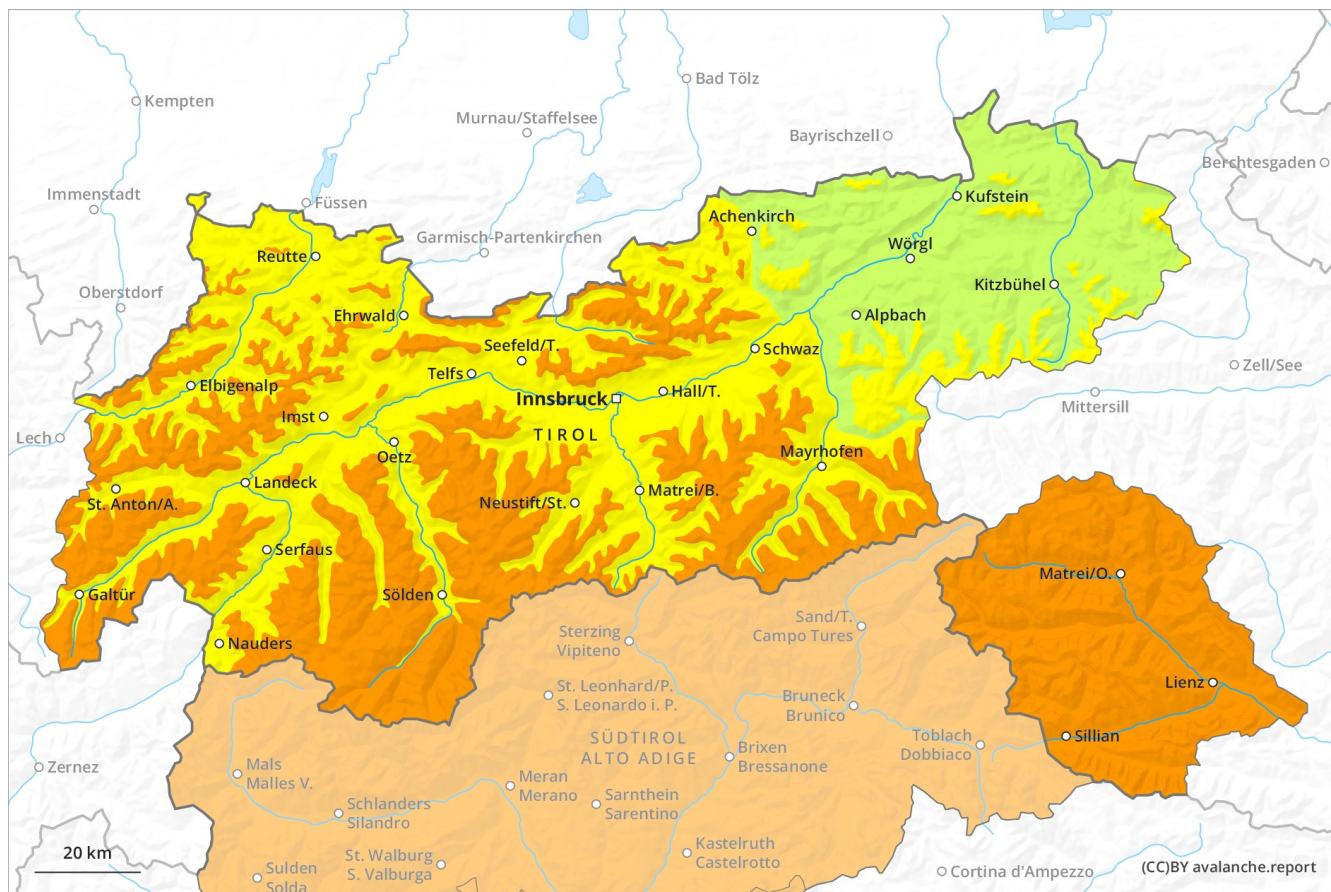 Bad Tölz
Kempten
Murnau/Staffelsee
Bayrischzell
Berchtesgaden
Immenstadt
Füssen
Kufstein
Achenkirch
Garmisch-Partenkirchen
Wörgl
Reutte
Oberstdorf
Kitzbühel
Ehrwald
Alpbach
Seefeld/T.
Schwaz
Zell/See
Telfs
Elbigenalp
Hall/T.
Innsbruck
Mittersill
Imst
TIROL
Lech
Oetz
Mayrhofen
Landeck
Matrei/B.
St. Anton/A.
Neustift/St.
Serfaus
Matrei/O.
Galtür
Sölden
Sand/T.
Campo Tures
Sterzing
Vipiteno
Nauders
Lienz
St. Leonhard/P.
S. Leonardo i. P.
Bruneck
Brunico
Sillian
SÜDTIROL
ALTO ADIGE
Toblach
Dobbiaco
Brixen
Bressanone
Mals
Malles V.
Zernez
Meran
Merano
Sarnthein
Sarentino
Schlanders
Silandro
Kastelruth
Castelrotto
20 km
St. Walburg
S. Valburga
Sulden
Solda
Cortina d'Ampezzo
(CC)BY avalanche.report